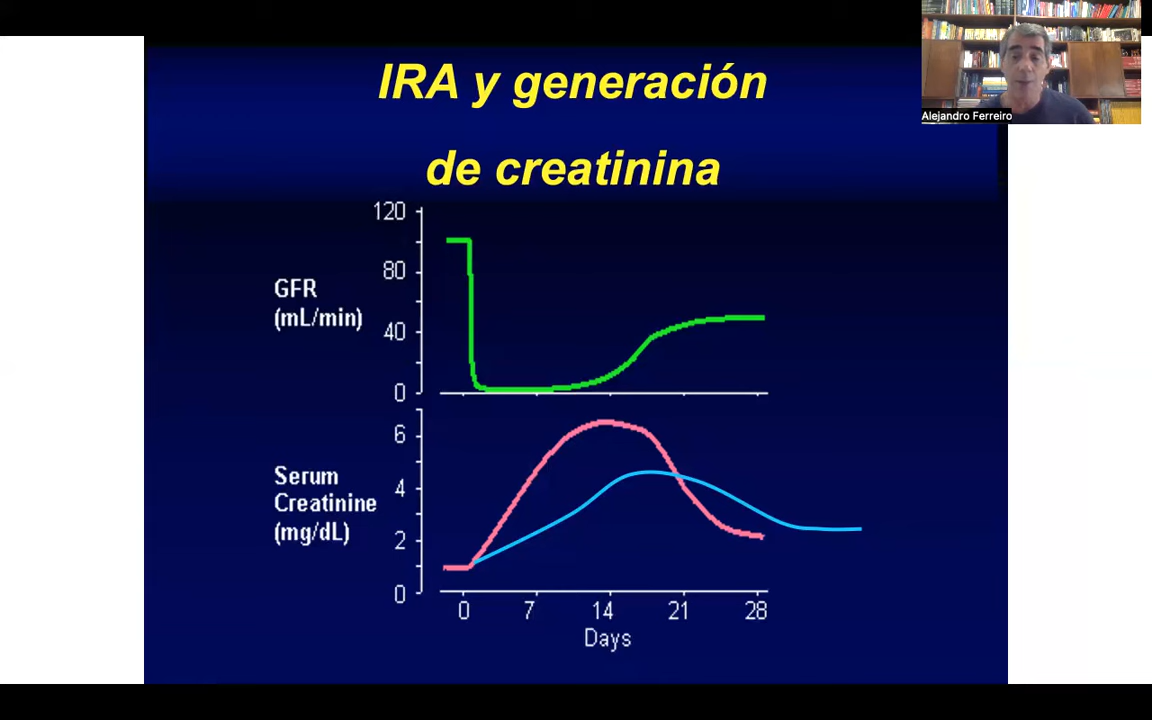 IRA y generación
de creatinina
Alejandro Ferreiro
120
80
40
0
GFR
(mL/min)
6
4
2
0
Serum
Creatinine
(mg/dL)
0 7 14 21 28
Days